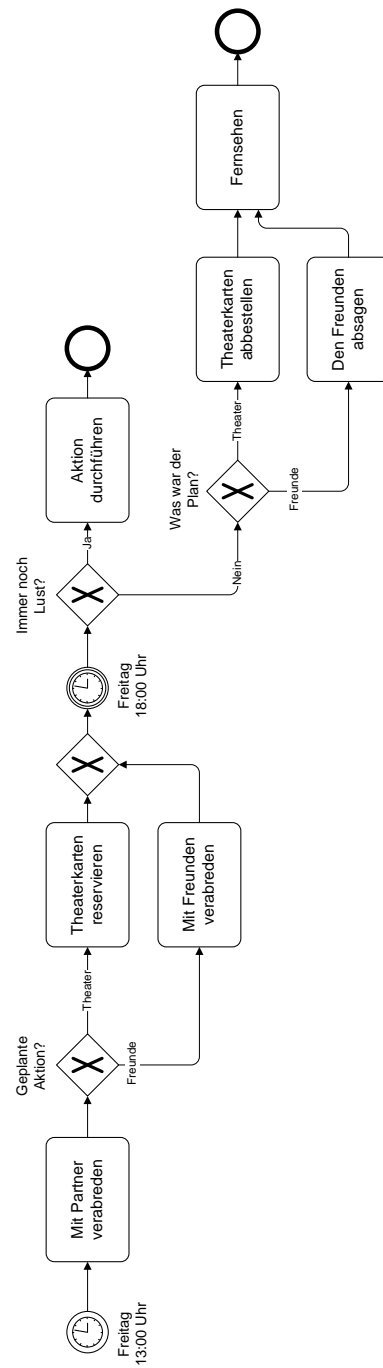 Freitag
13:00 Uhr
Mit Partner
verabreden
Geplante
Aktion?
Theater
Freunde
Theaterkarten
reservieren
Mit Freunden
verabreden
Freitag
18:00 Uhr
Immer noch
Lust?
Ja
Nein
Aktion
durchführen
Was war der
Plan?
Theater
Freunde
Theaterkarten
abbestellen
Den Freunden
absagen
Fernsehen